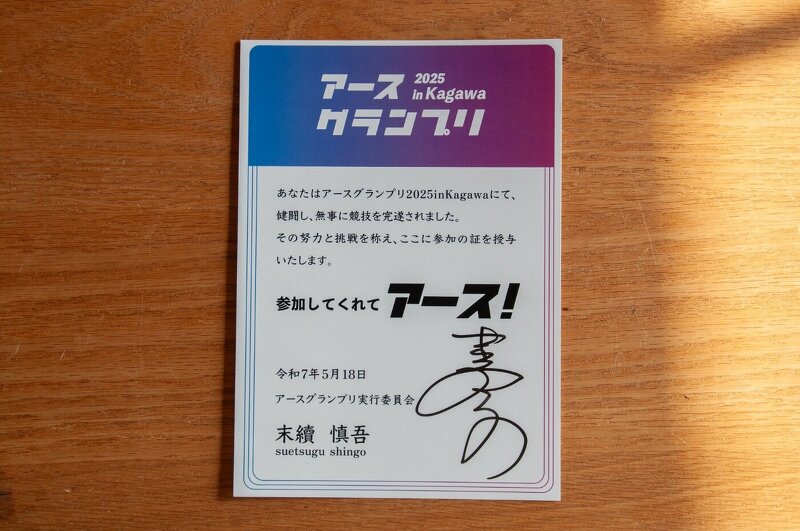 アース 2025
in Kagawa
グランプリ
あなたはアースグランプリ2025inKagawaにて、
健闘し、無事に競技を完遂されました。
その努力と挑戦を称え、ここに参加の証を授与
いたします。
参加してくれて アース!
令和7年5月18日
アースグランプリ実行委員会
末續 慎吾
suetsugu shingo